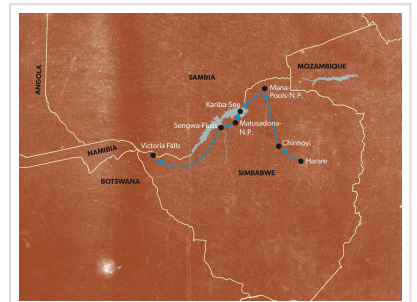 ANGOLA
SAMBIA
MOZAMBIQUE
Mana-
Pools-N.P.
Kariba-See
Matusadona-
N.P.
Sengwa-Fluss
Victoria Falls
Chinhoyi
Harare
NAMIBIA
SIMBABWE
BOTSWANA